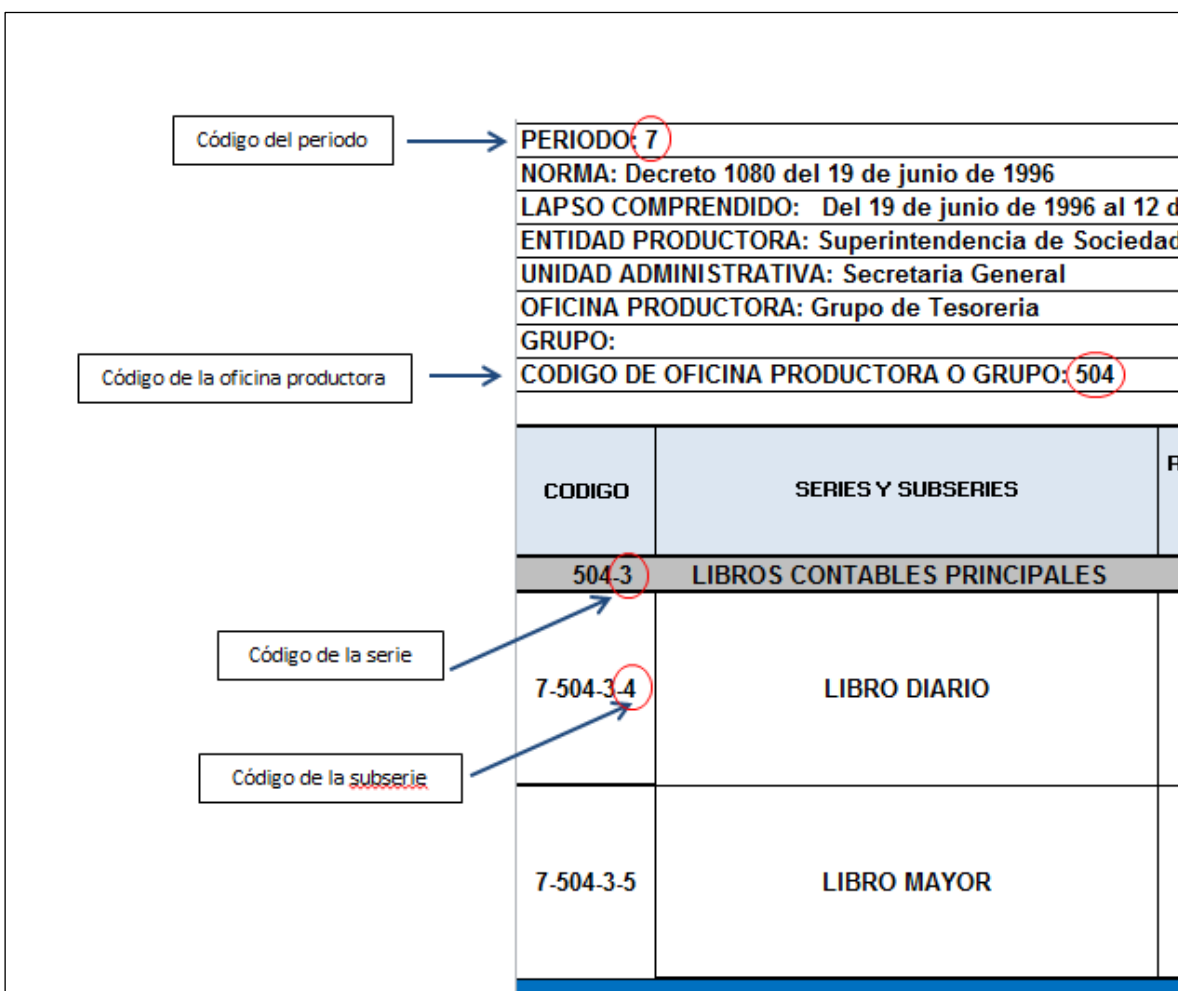 Código del periodo
PERIODO: 7
NORMA: Decreto 1080 del 19 de junio de 1996
LAPSO COMPRENDIDO: Del 19 de junio de 1996 al 12 d
ENTIDAD PRODUCTORA: Superintendencia de Sociedad
UNIDAD ADMINISTRATIVA: Secretaria General
OFICINA PRODUCTORA: Grupo de Tesoreria
GRUPO:
Código de la oficina productora
CODIGO DE OFICINA PRODUCTORA O GRUPO: 504
CODIGO
SERIES Y SUBSERIES
504-3 LIBROS CONTABLES PRINCIPALES
Código de la serie
7-504-3-4 LIBRO DIARIO
Código de la subserie
7-504-3-5 LIBRO MAYOR